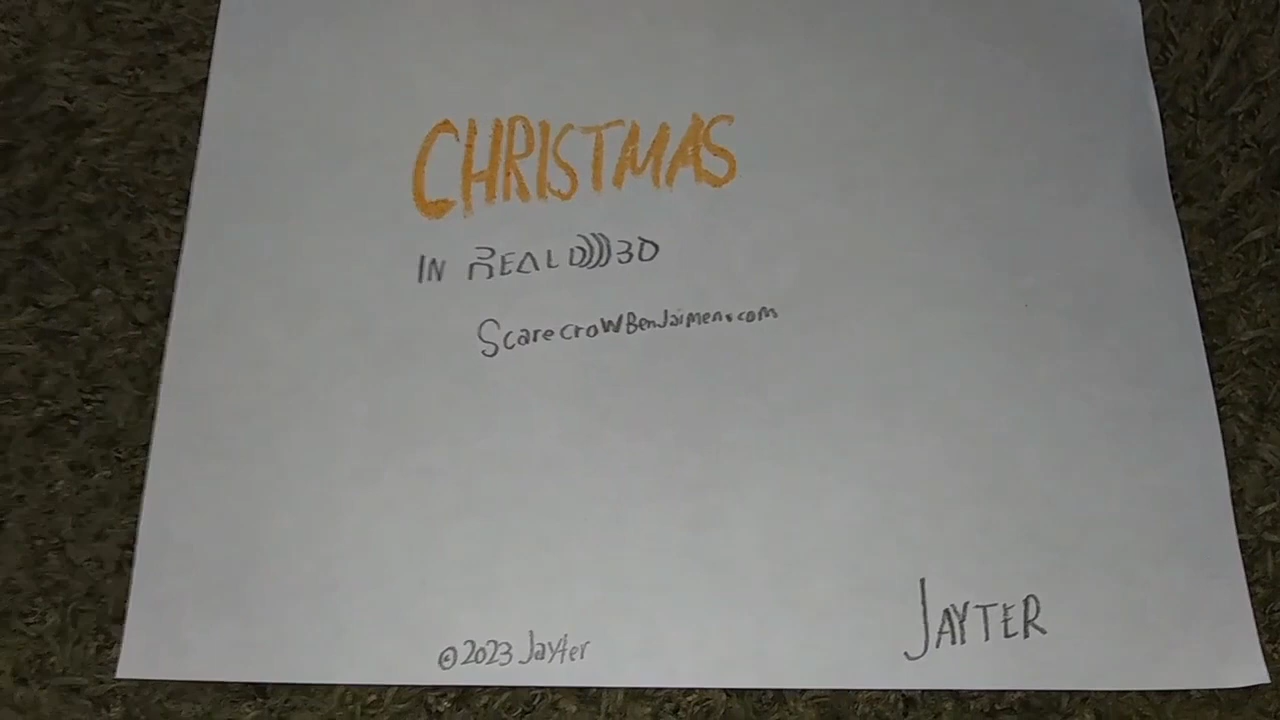 CHRISTMAS
IN REALD)))3D
ScarecroWBenJaimen.com
©2023 Jayter
JAYTER